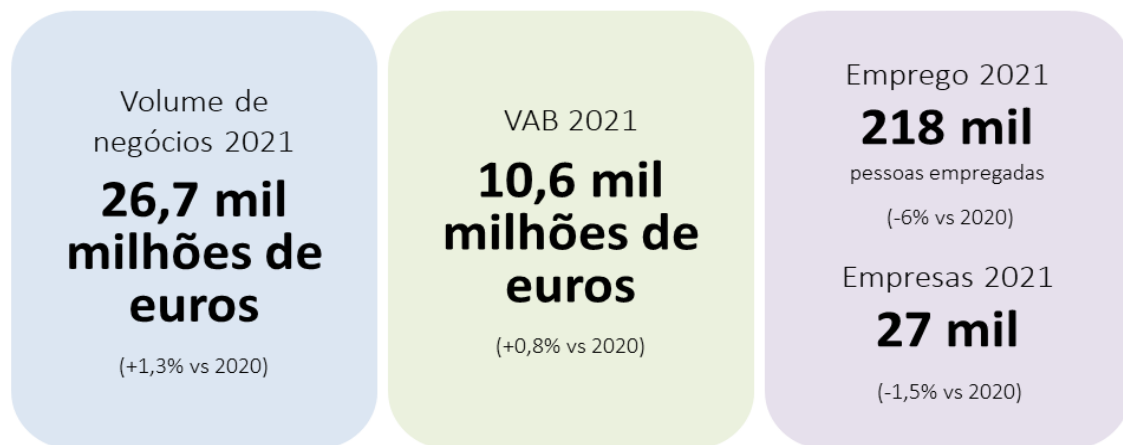 Volume de
negócios 2021
26,7 mil
milhões de
euros
(+1,3% vs 2020)
VAB 2021
10,6 mil
milhões de
euros
(+0,8% vs 2020)
Emprego 2021
218 mil
pessoas empregadas
(-6% vs 2020)
Empresas 2021
27 mil
(-1,5% vs 2020)